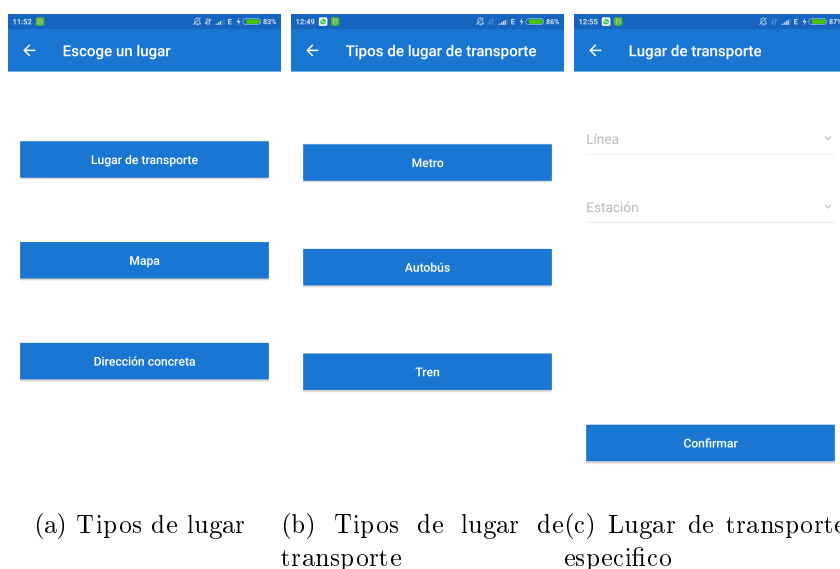 11:52 E 83%
Escoge un lugar
Lugar de transporte
Mapa
Dirección concreta
(a) Tipos de lugar
12:49 E 86%
Tipos de lugar de transporte
Metro
Autobús
Tren
(b) Tipos de lugar de
transporte
12:55 E 87%
Lugar de transporte
Línea
Estación
Confirmar
(c) Lugar de transporte
especifico